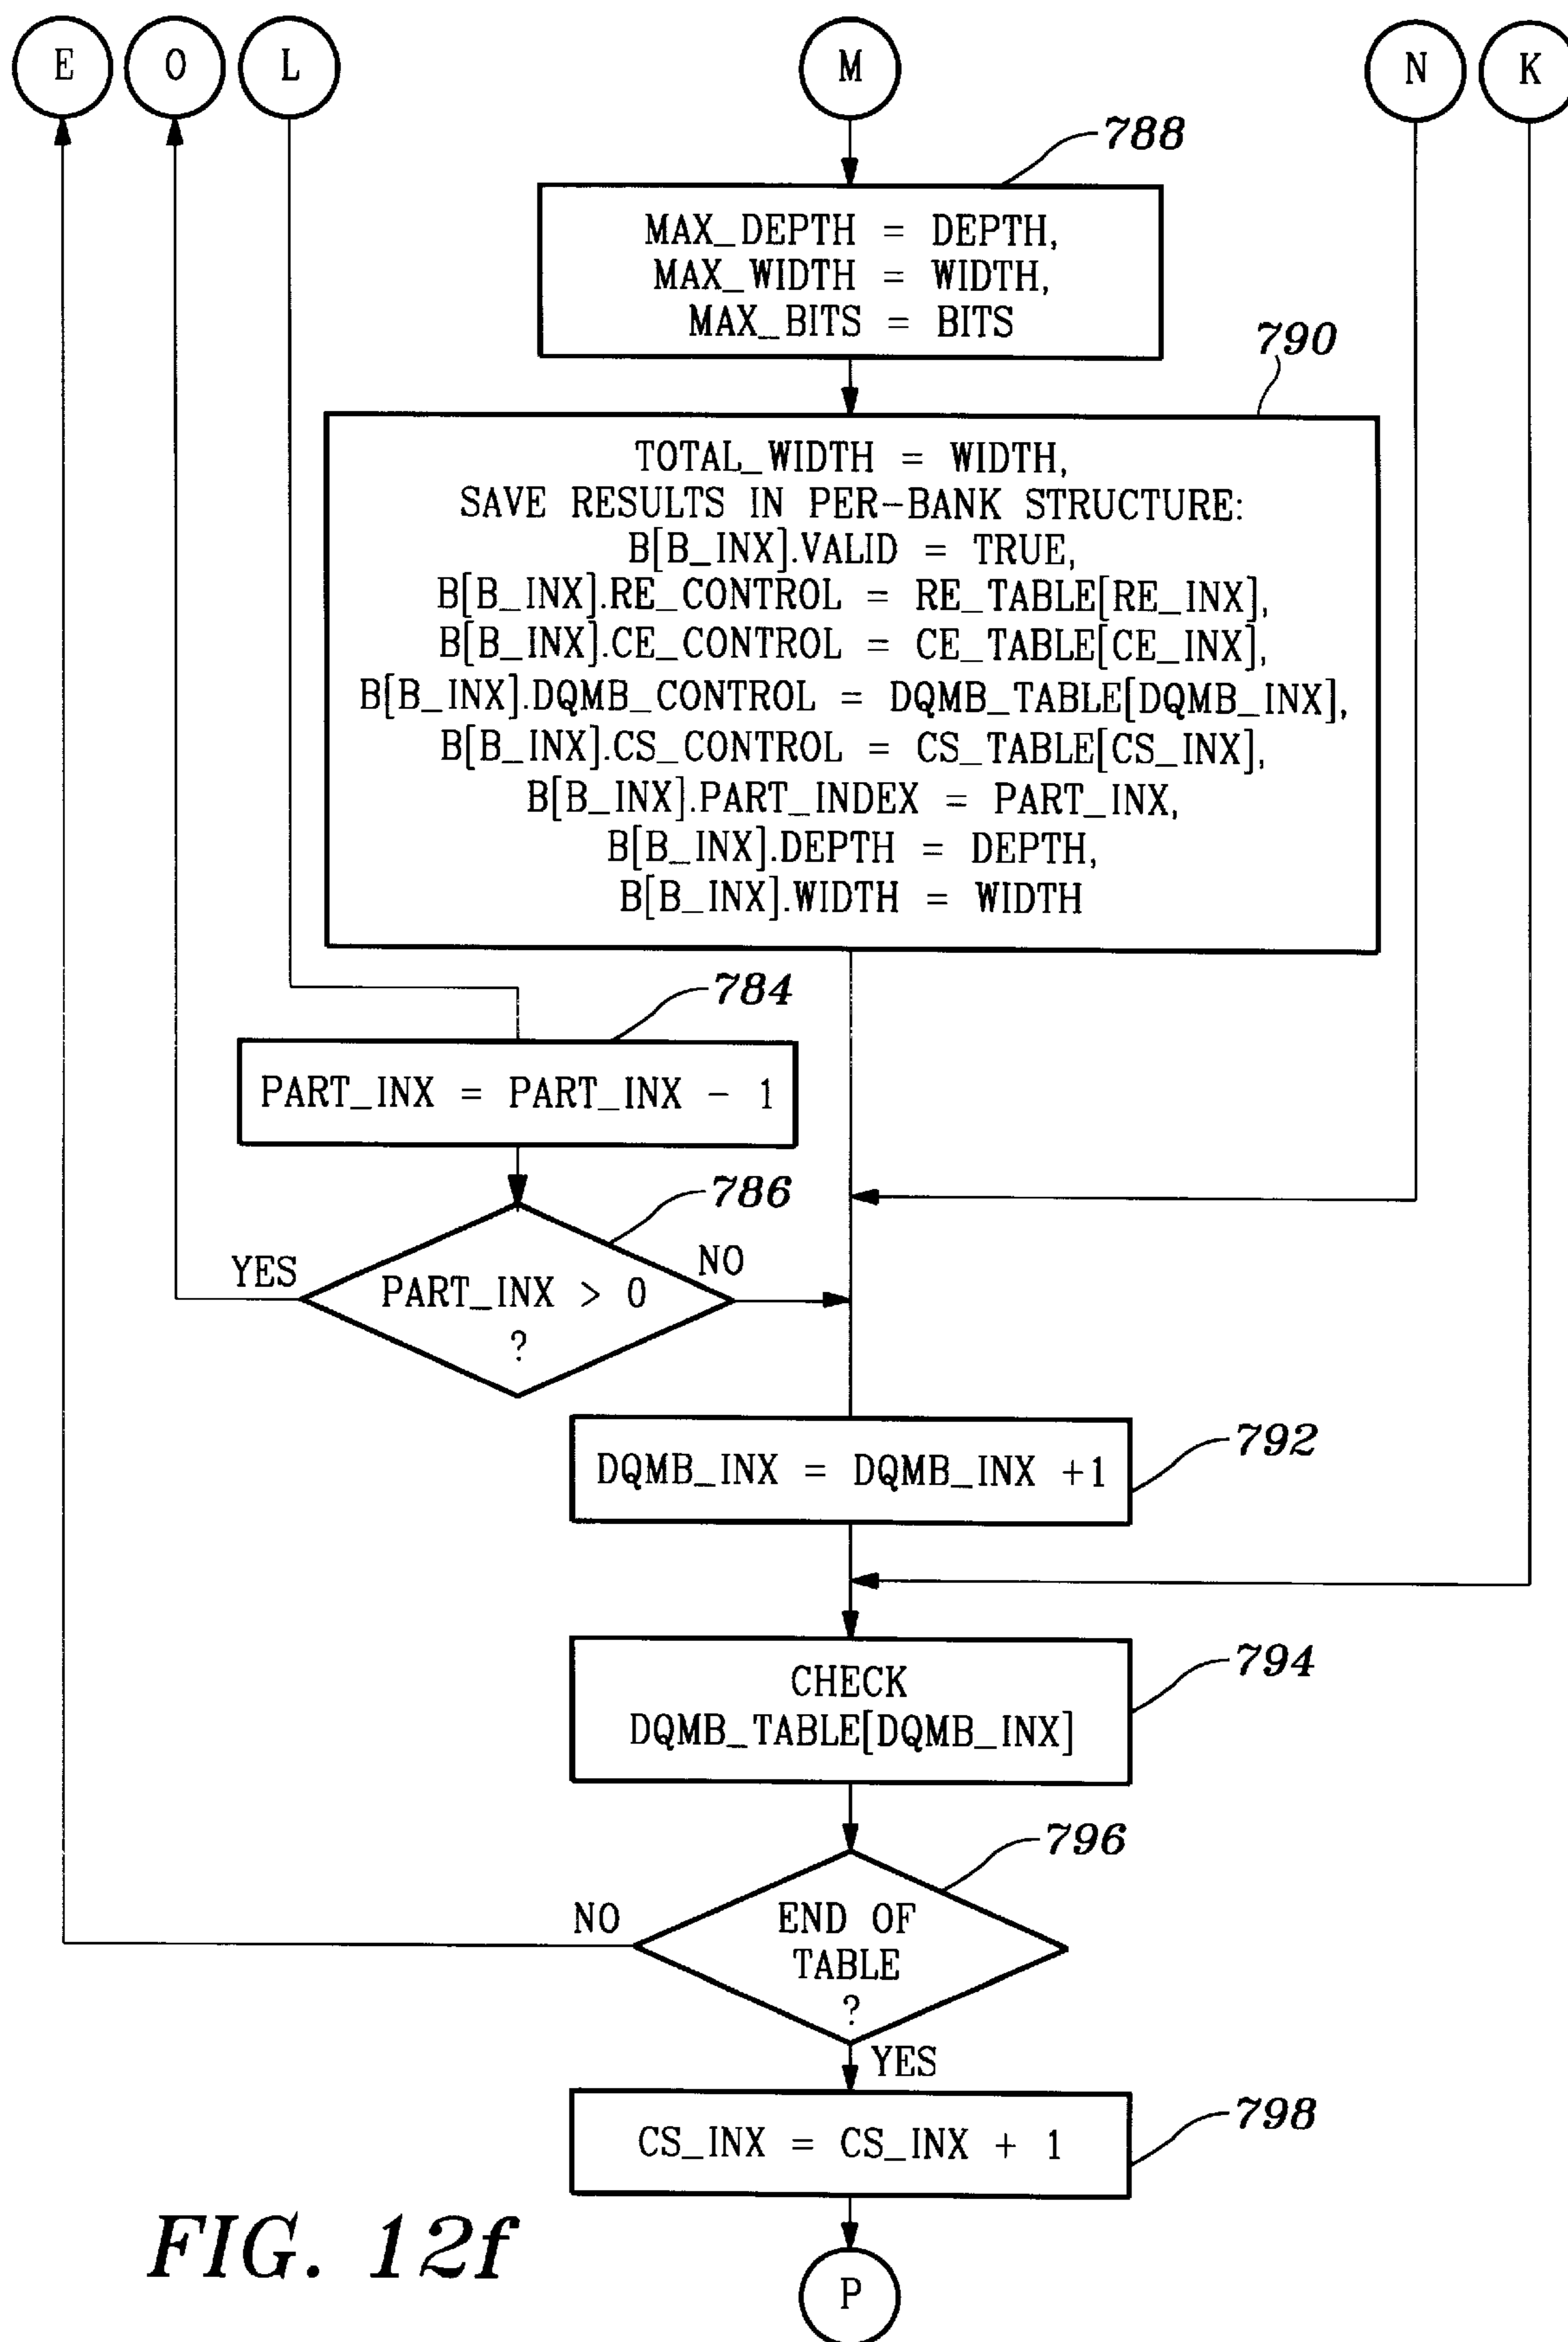 E O L M N K
788
MAX_DEPTH = DEPTH,
MAX_WIDTH = WIDTH,
MAX_BITS = BITS
790
TOTAL_WIDTH = WIDTH,
SAVE RESULTS IN PER-BANK STRUCTURE:
B[B_INX].VALID = TRUE,
B[B_INX].RE_CONTROL = RE_TABLE[RE_INX],
B[B_INX].CE_CONTROL = CE_TABLE[CE_INX],
B[B_INX].DQMB_CONTROL = DQMB_TABLE[DQMB_INX],
B[B_INX].CS_CONTROL = CS_TABLE[CS_INX],
B[B_INX].PART_INDEX = PART_INX,
B[B_INX].DEPTH = DEPTH,
B[B_INX].WIDTH = WIDTH
784
PART_INX = PART_INX - 1
786
YES
NO
PART_INX > 0
?
792
DQMB_INX = DQMB_INX +1
794
CHECK
DQMB_TABLE[DQMB_INX]
796
NO
END OF
TABLE
?
YES
798
CS_INX = CS_INX + 1
FIG. 12f
P